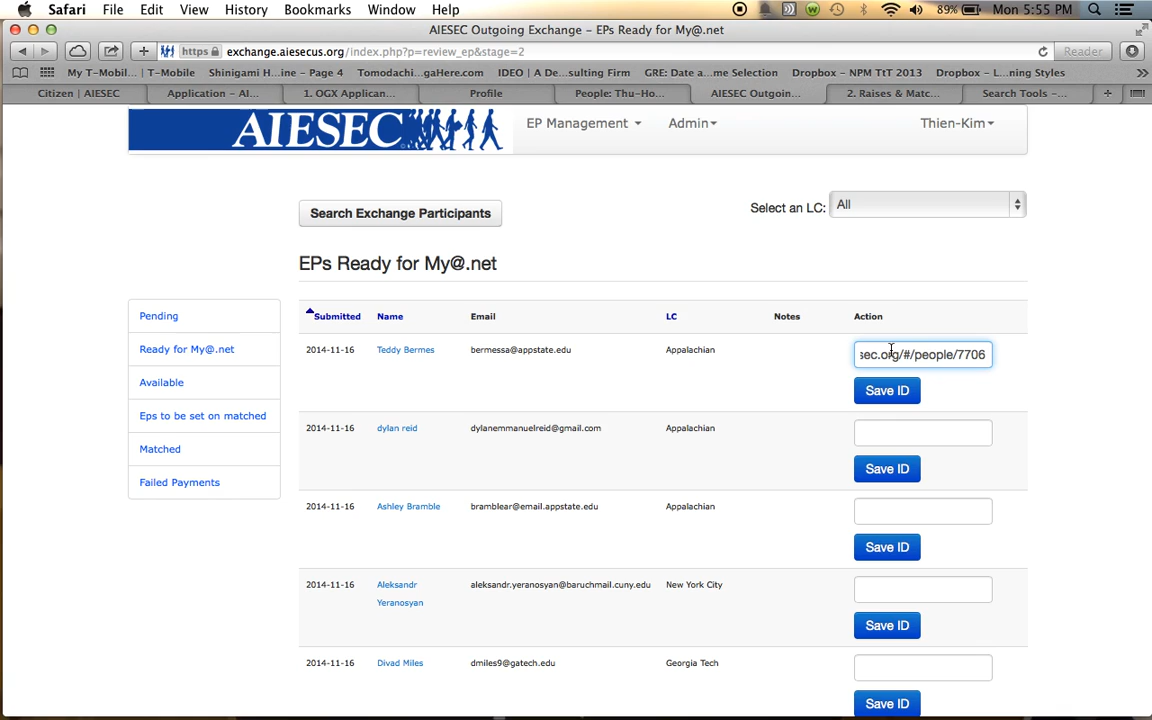 Safari File Edit View History Bookmarks Window Help 89% Mon 5:55 PM
AIESEC Outgoing Exchange – EPs Ready for My@.net
https exchange.aiesecus.org/index.php?p=review_ep&stage=2 Reader
My T-Mobil... | T-Mobile Shinigami H...ine – Page 4 Tomodachi...gaHere.com IDEO | A De...sulting Firm GRE: Date a...me Selection Dropbox – NPM TtT 2013 Dropbox – L...ning Styles
Citizen | AIESEC Application – AI... 1. OGX Applican... Profile People: Thu-Ho... AIESEC Outgoin... 2. Raises & Matc... Search Tools –...
AIESEC EP Management Admin Thien-Kim
Search Exchange Participants Select an LC: All
EPs Ready for My@.net
Pending
Ready for My@.net
Available
Eps to be set on matched
Matched
Failed Payments
Submitted Name Email LC Notes Action
2014-11-16 Teddy Bermes bermessa@appstate.edu Appalachian sec.org/#/people/7706
Save ID
2014-11-16 dylan reid dylanemmanuelreid@gmail.com Appalachian
Save ID
2014-11-16 Ashley Bramble bramblear@email.appstate.edu Appalachian
Save ID
2014-11-16 Aleksandr aleksandr.yeranosyan@baruchmail.cuny.edu New York City
Yeranosyan
Save ID
2014-11-16 Divad Miles dmiles9@gatech.edu Georgia Tech
Save ID